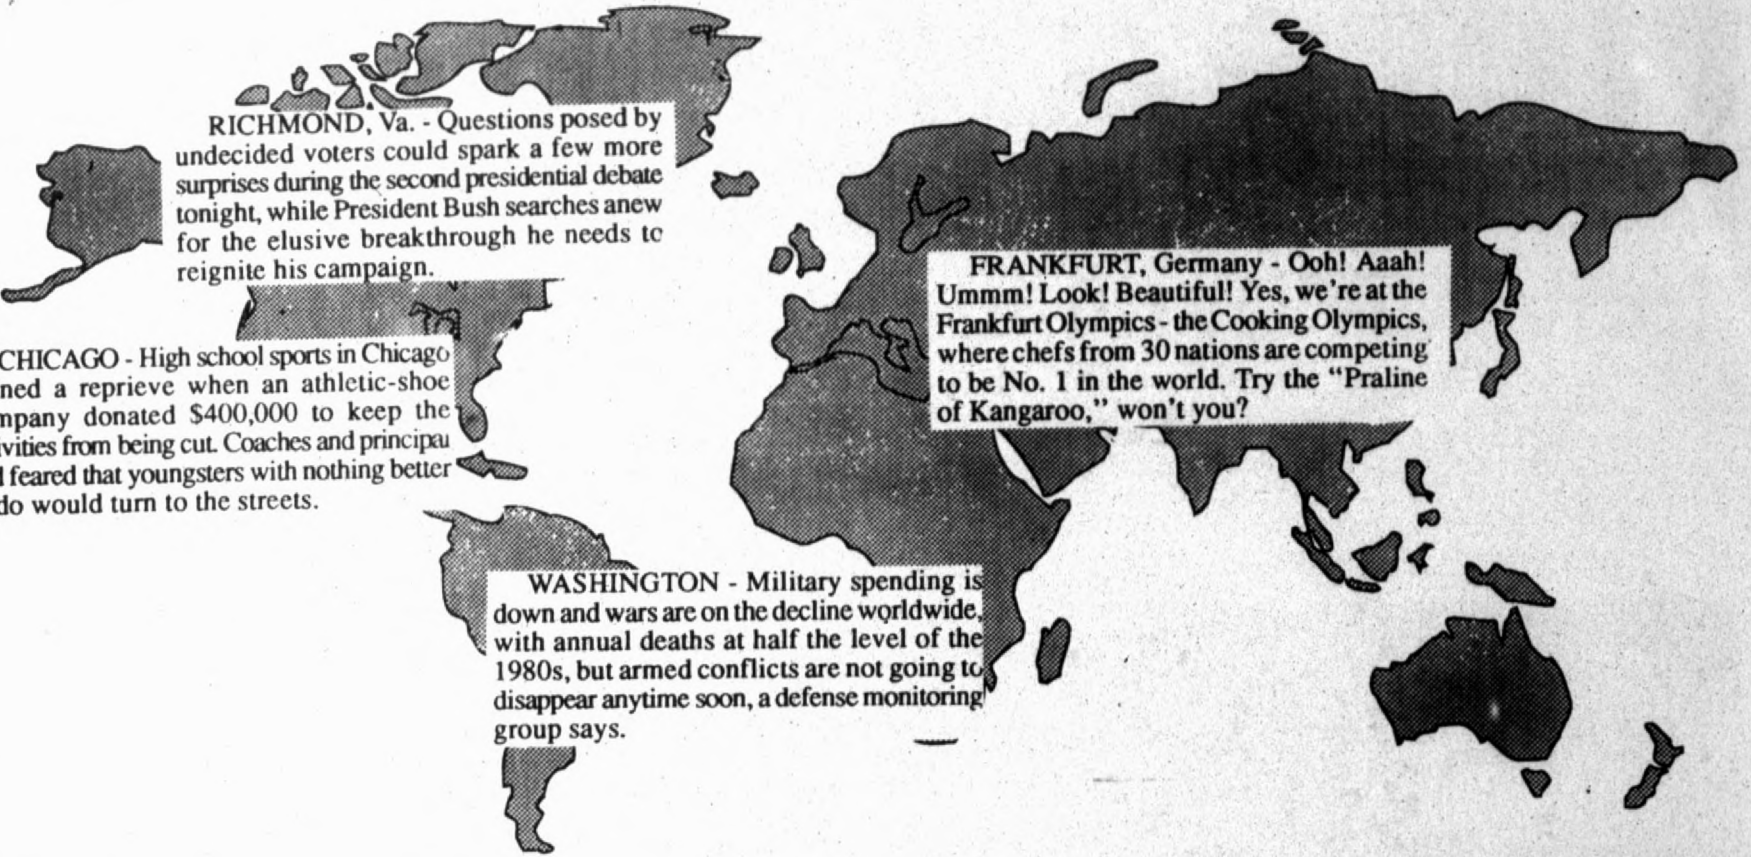 RICHMOND, Va. - Questions posed by
undecided voters could spark a few more
surprises during the second presidential debate
tonight, while President Bush searches anew
for the elusive breakthrough he needs to
reignite his campaign.
FRANKFURT, Germany - Ooh! Aaah!
Ummm! Look! Beautiful! Yes, we're at the
Frankfurt Olympics - the Cooking Olympics,
where chefs from 30 nations are competing
to be No. 1 in the world. Try the "Praline
of Kangaroo," won't you?
CHICAGO - High school sports in Chicago
ned a reprieve when an athletic-shoe
mpany donated $400,000 to keep the
ivities from being cut. Coaches and principal
l feared that youngsters with nothing better
do would turn to the streets.
WASHINGTON - Military spending is
down and wars are on the decline worldwide,
with annual deaths at half the level of the
1980s, but armed conflicts are not going to
disappear anytime soon, a defense monitoring
group says.